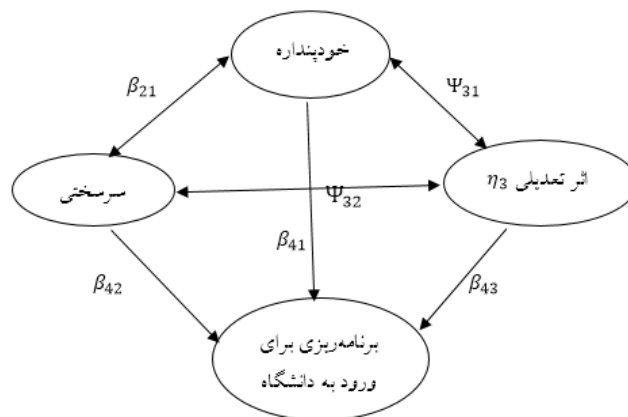 خودپنداره
β21
Ψ31
سرسختی
اثر تعدیلی η3
Ψ32
β41
β42
β43
برنامه‌ریزی برای
ورود به دانشگاه